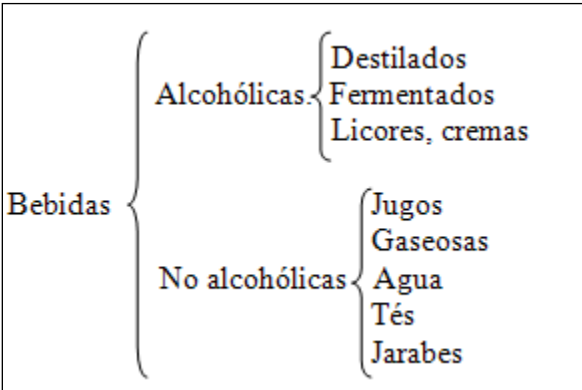 Destilados
Alcohólicas.
Fermentados
Licores, cremas
Bebidas
Jugos
Gaseosas
No alcohólicas
Agua
Tés
Jarabes